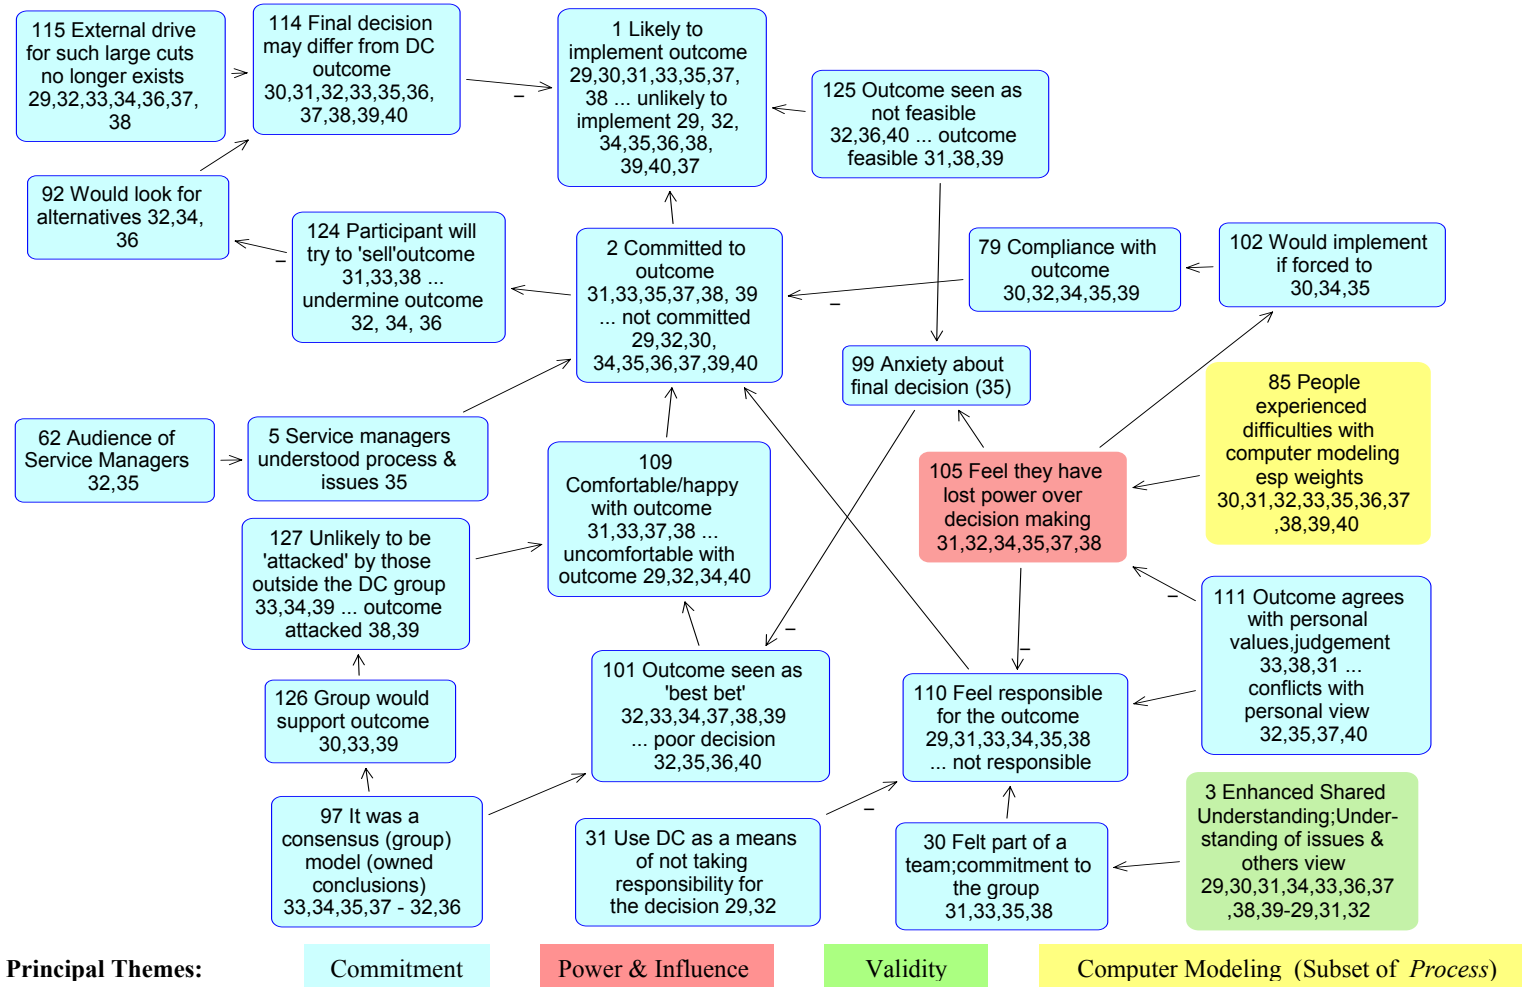 115 External drive
for such large cuts
no longer exists
29,32,33,34,36,37,
38
114 Final decision
may differ from DC
outcome
30,31,32,33,35,36,
37,38,39,40
1 Likely to
implement outcome
29,30,31,33,35,37,
38 ... unlikely to
implement 29, 32,
34,35,36,38,
39,40,37
125 Outcome seen as
not feasible
32,36,40 ... outcome
feasible 31,38,39
92 Would look for
alternatives 32,34,
36
124 Participant will
try to 'sell'outcome
31,33,38 ...
undermine outcome
32, 34, 36
2 Committed to
outcome
31,33,35,37,38, 39
... not committed
29,32,30,
34,35,36,37,39,40
79 Compliance with
outcome
30,32,34,35,39
102 Would implement
if forced to
30,34,35
99 Anxiety about
final decision (35)
85 People
experienced
difficulties with
computer modeling
esp weights
30,31,32,33,35,36,37
,38,39,40
62 Audience of
Service Managers
32,35
5 Service managers
understood process &
issues 35
109
Comfortable/happy
with outcome
31,33,37,38 ...
uncomfortable with
outcome 29,32,34,40
105 Feel they have
lost power over
decision making
31,32,34,35,37,38
127 Unlikely to be
'attacked' by those
outside the DC group
33,34,39 ... outcome
attacked 38,39
111 Outcome agrees
with personal
values,judgement
33,38,31 ...
conflicts with
personal view
32,35,37,40
126 Group would
support outcome
30,33,39
101 Outcome seen as
'best bet'
32,33,34,37,38,39
... poor decision
32,35,36,40
110 Feel responsible
for the outcome
29,31,33,34,35,38
... not responsible
97 It was a
consensus (group)
model (owned
conclusions)
33,34,35,37 - 32,36
31 Use DC as a means
of not taking
responsibility for
the decision 29,32
30 Felt part of a
team;commitment to
the group
31,33,35,38
3 Enhanced Shared
Understanding;Under-
standing of issues &
others view
29,30,31,34,33,36,37
,38,39-29,31,32
Principal Themes:
Commitment
Power & Influence
Validity
Computer Modeling (Subset of Process)